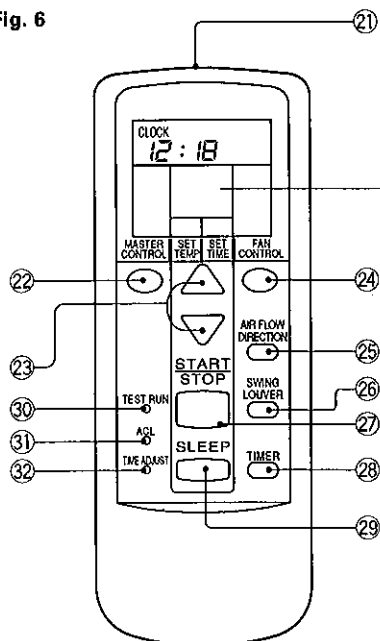 Fig. 6
21
CLOCK
12 : 18
MASTER CONTROL
SET TEMP
SET TIME
FAN CONTROL
22
24
AIR FLOW
DIRECTION
25
23
START
STOP
SWING
LOUVER
26
30
TEST RUN
27
31
ACL
SLEEP
TIMER
28
32
TIME ADJUST
29